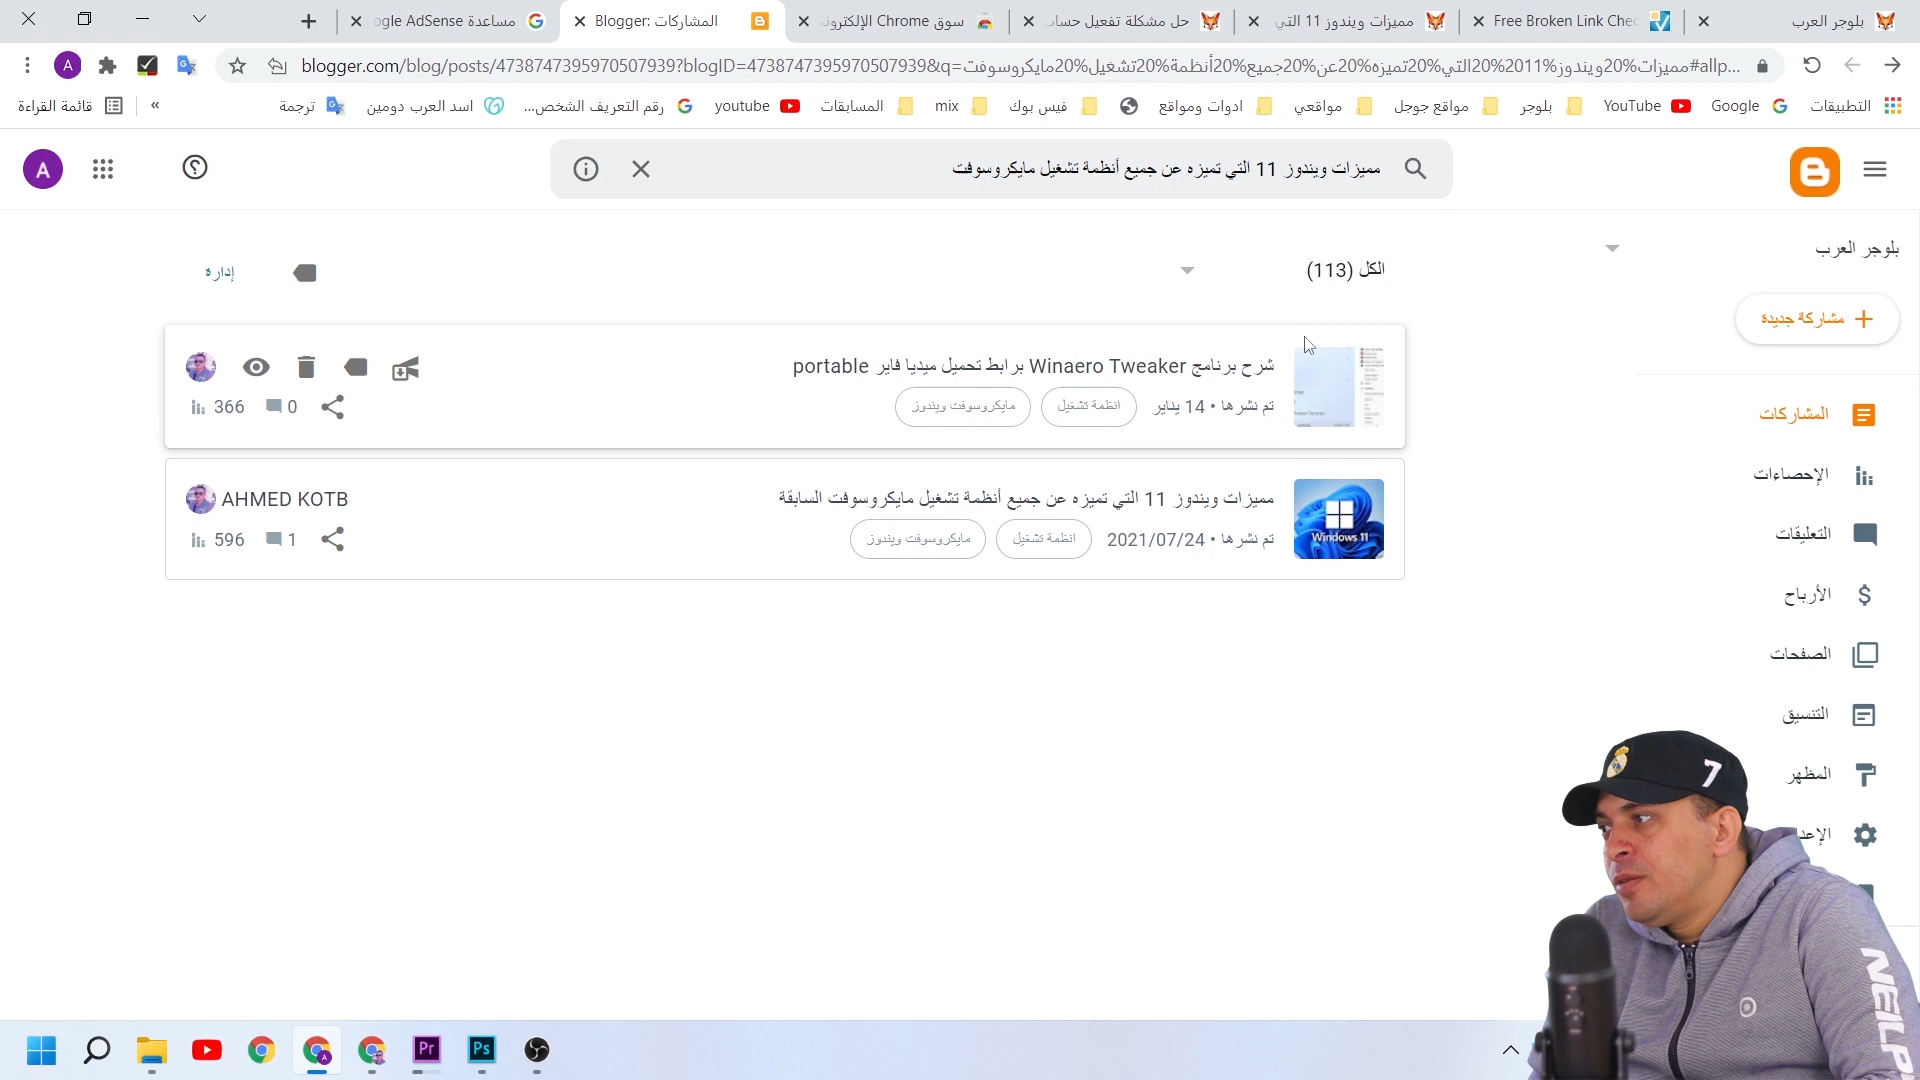 بلوجر العرب
Free Broken Link Chec
مميزات ويندوز 11 التي
حل مشكلة تفعيل حساب
سوق Chrome الإلكتروني
Blogger: المشاركات
مساعدة ogle AdSense
blogger.com/blog/posts/4738747395970507939?blogID=4738747395970507939&q=مميزات%20ويندوز%2011%20التي%20تميزه%20عن%20جميع%20أنظمة%20تشغيل%20مايكروسوفت#allp...
A
التطبيقات
Google
YouTube
بلوجر
مواقع جوجل
مواقعي
ادوات ومواقع
فيس بوك
mix
المسابقات
youtube
رقم التعريف الشخص...
اسد العرب دومين
ترجمة
»
قائمة القراءة
مميزات ويندوز 11 التي تميزه عن جميع أنظمة تشغيل مايكروسوفت
A
بلوجر العرب
الكل (113)
إدارة
مشاركة جديدة
شرح برنامج Winaero Tweaker برابط تحميل ميديا فاير portable
تم نشرها • 14 يناير
انظمة تشغيل
مايكروسوفت ويندوز
0
366
مميزات ويندوز 11 التي تميزه عن جميع أنظمة تشغيل مايكروسوفت السابقة
AHMED KOTB
Windows 11
تم نشرها • 2021/07/24
انظمة تشغيل
مايكروسوفت ويندوز
1
596
المشاركات
الإحصاءات
التعليقات
الأرباح
الصفحات
التنسيق
المظهر
الإعد
7
NEILP
Pr
Ps